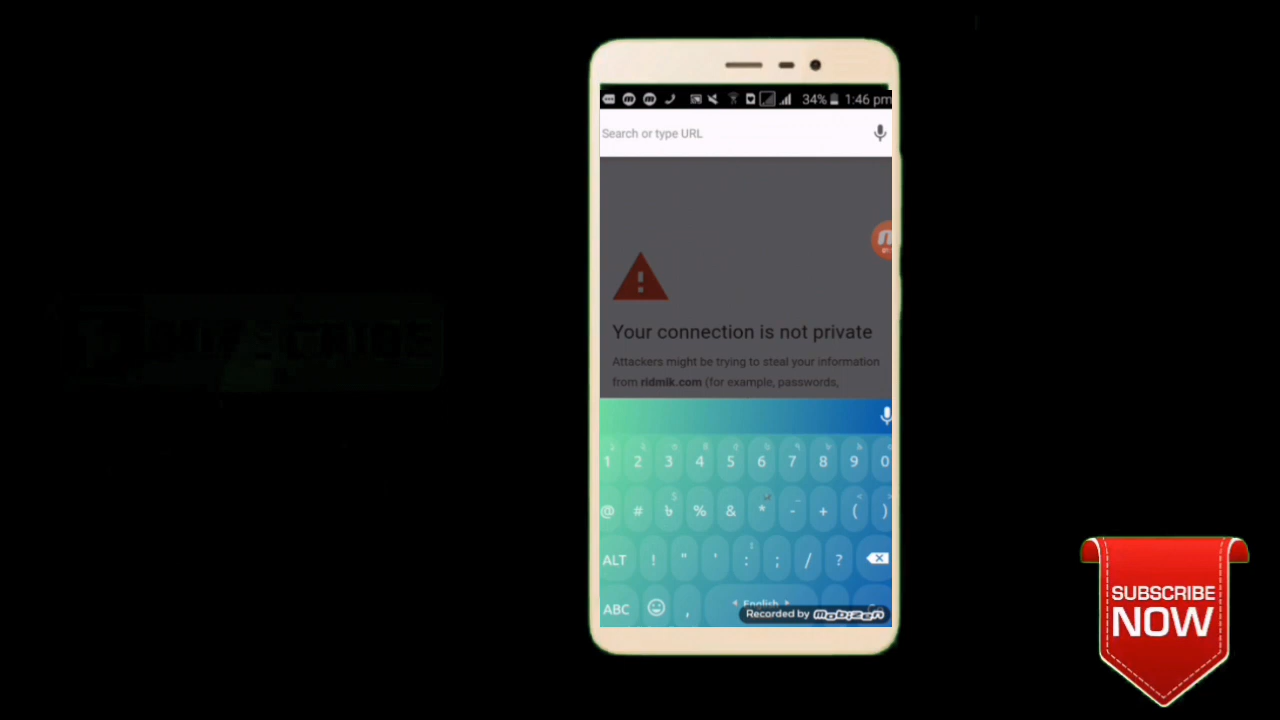 34% 1:46 pm
Search or type URL
Your connection is not private
Attackers might be trying to steal your information
from ridmik.com (for example, passwords,
1 2 3 4 5 6 7 8 9 0
@ # ৳ % & * - + ( )
ALT ! " ' : ; / ?
ABC , English
Recorded by mobizen
SUBSCRIBE
NOW